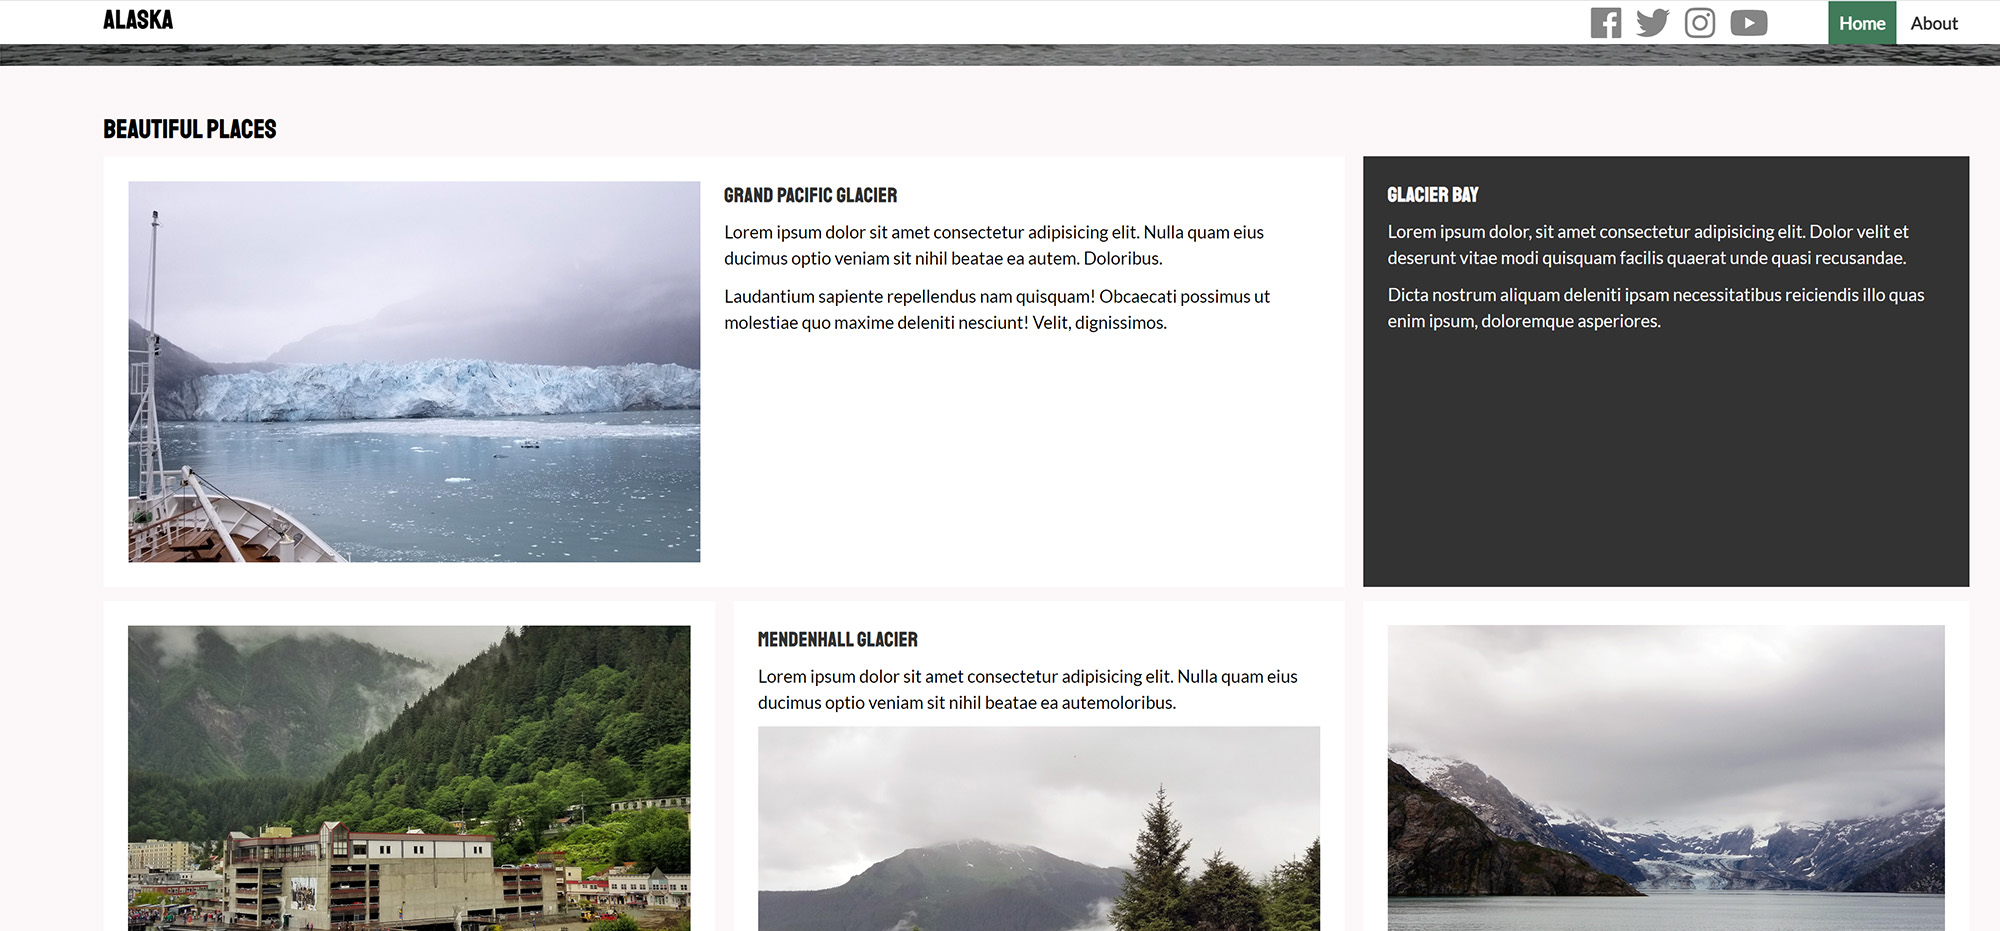 ALASKA
Home
About
BEAUTIFUL PLACES
GRAND PACIFIC GLACIER
Lorem ipsum dolor sit amet consectetur adipisicing elit. Nulla quam eius
ducimus optio veniam sit nihil beatae ea autem. Doloribus.
Laudantium sapiente repellendus nam quisquam! Obcaecati possimus ut
molestiae quo maxime deleniti nesciunt! Velit, dignissimos.
GLACIER BAY
Lorem ipsum dolor, sit amet consectetur adipisicing elit. Dolor velit et
deserunt vitae modi quisquam facilis quaerat unde quasi recusandae.
Dicta nostrum aliquam deleniti ipsam necessitatibus reiciendis illo quas
enim ipsum, doloremque asperiores.
MENDENHALL GLACIER
Lorem ipsum dolor sit amet consectetur adipisicing elit. Nulla quam eius
ducimus optio veniam sit nihil beatae ea autemoloribus.